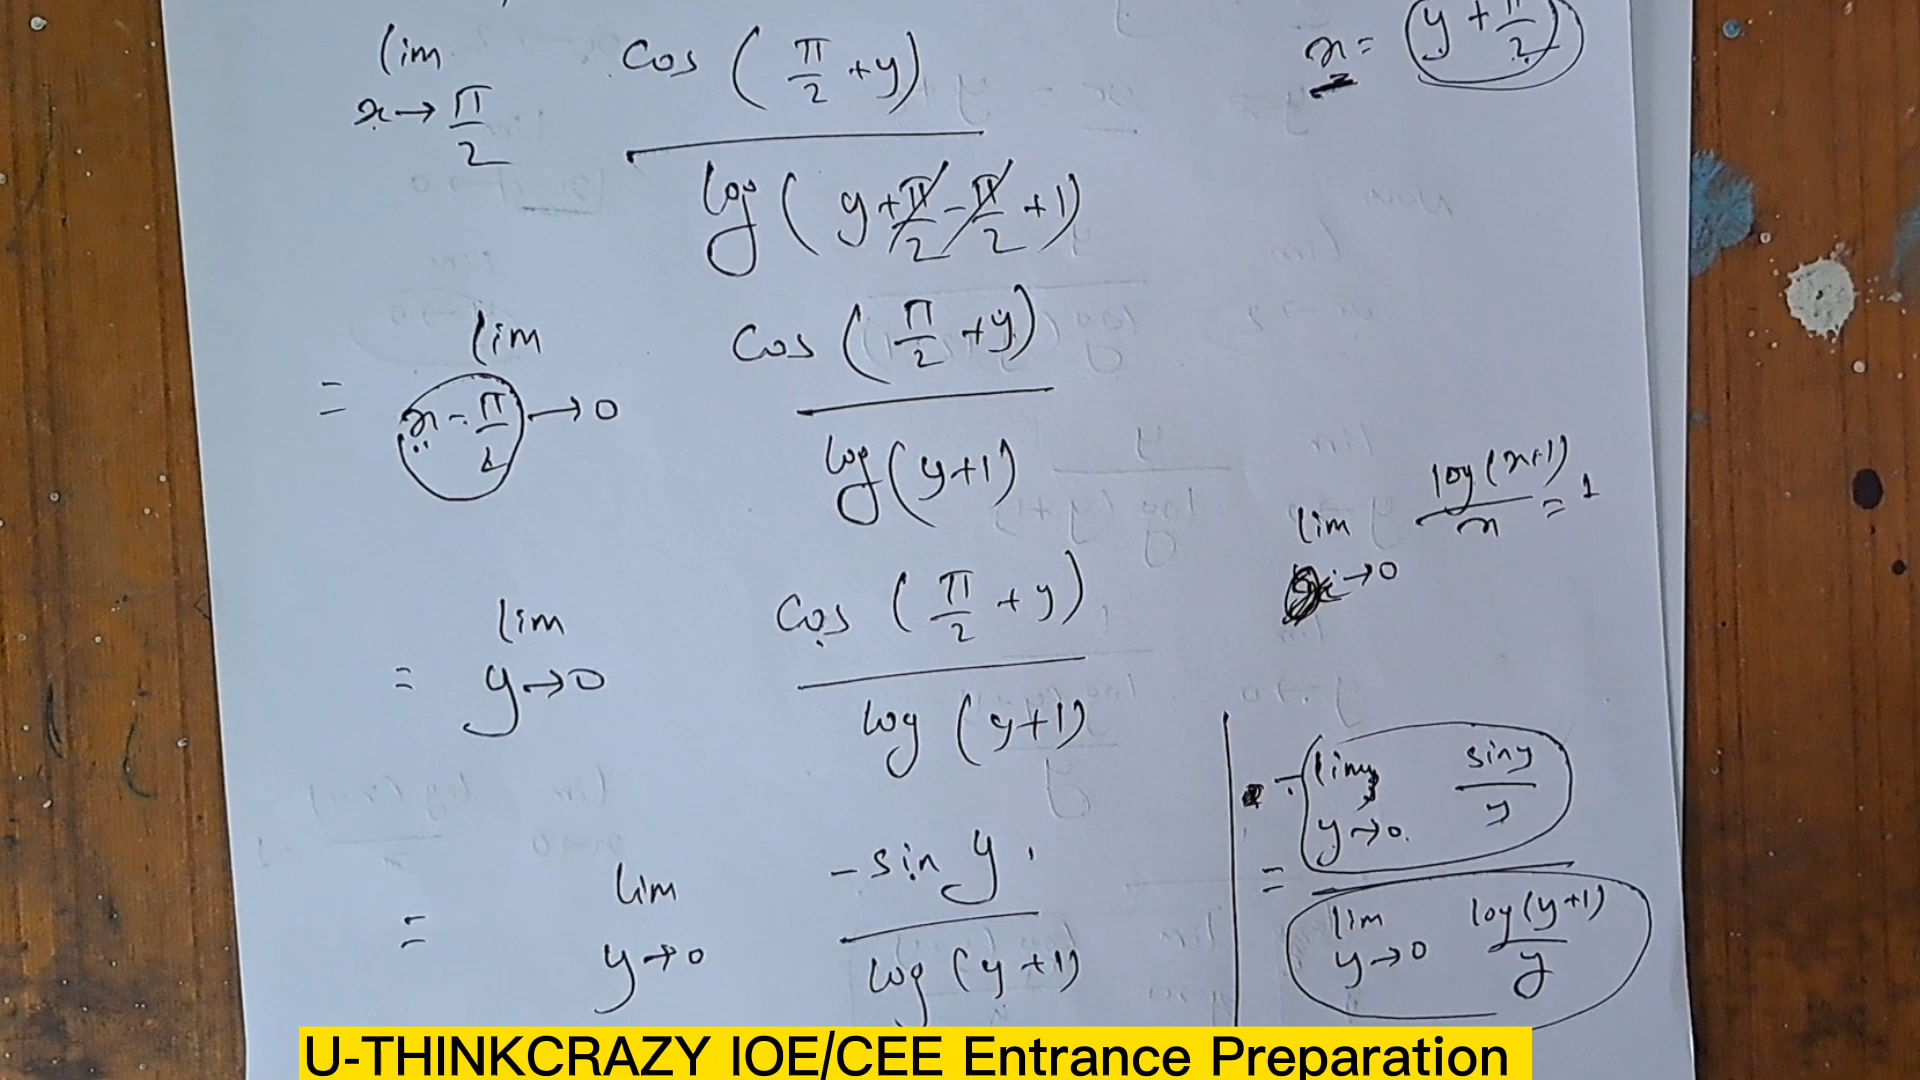 lim x→π/2 cos(π/2 + y) / log(y + π/2 - π/2 + 1)
x = (y + π/2)
= lim x - π/2 → 0 cos(π/2 + y) / log(y+1)
lim x→0 log(x+1)/x = 1
= lim y→0 cos(π/2 + y) / log(y+1)
= lim y→0 -sin y / log(y+1)
= - lim y→0 sin y / y / lim y→0 log(y+1) / y
U-THINKCRAZY IOE/CEE Entrance Preparation